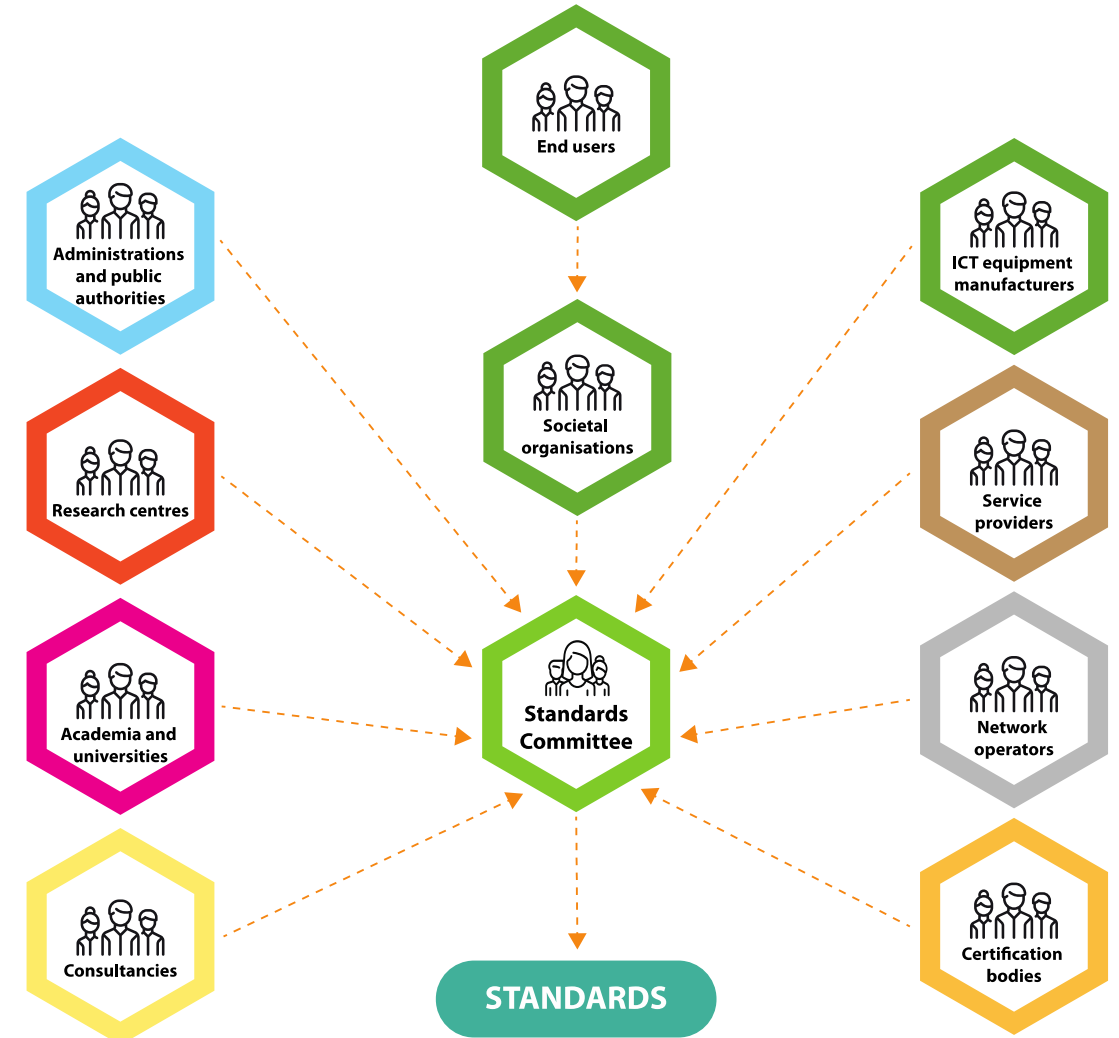 End users
Administrations
and public
authorities
ICT equipment
manufacturers
Societal
organisations
Research centres
Service
providers
Academia and
universities
Standards
Committee
Network
operators
Consultancies
Certification
bodies
STANDARDS